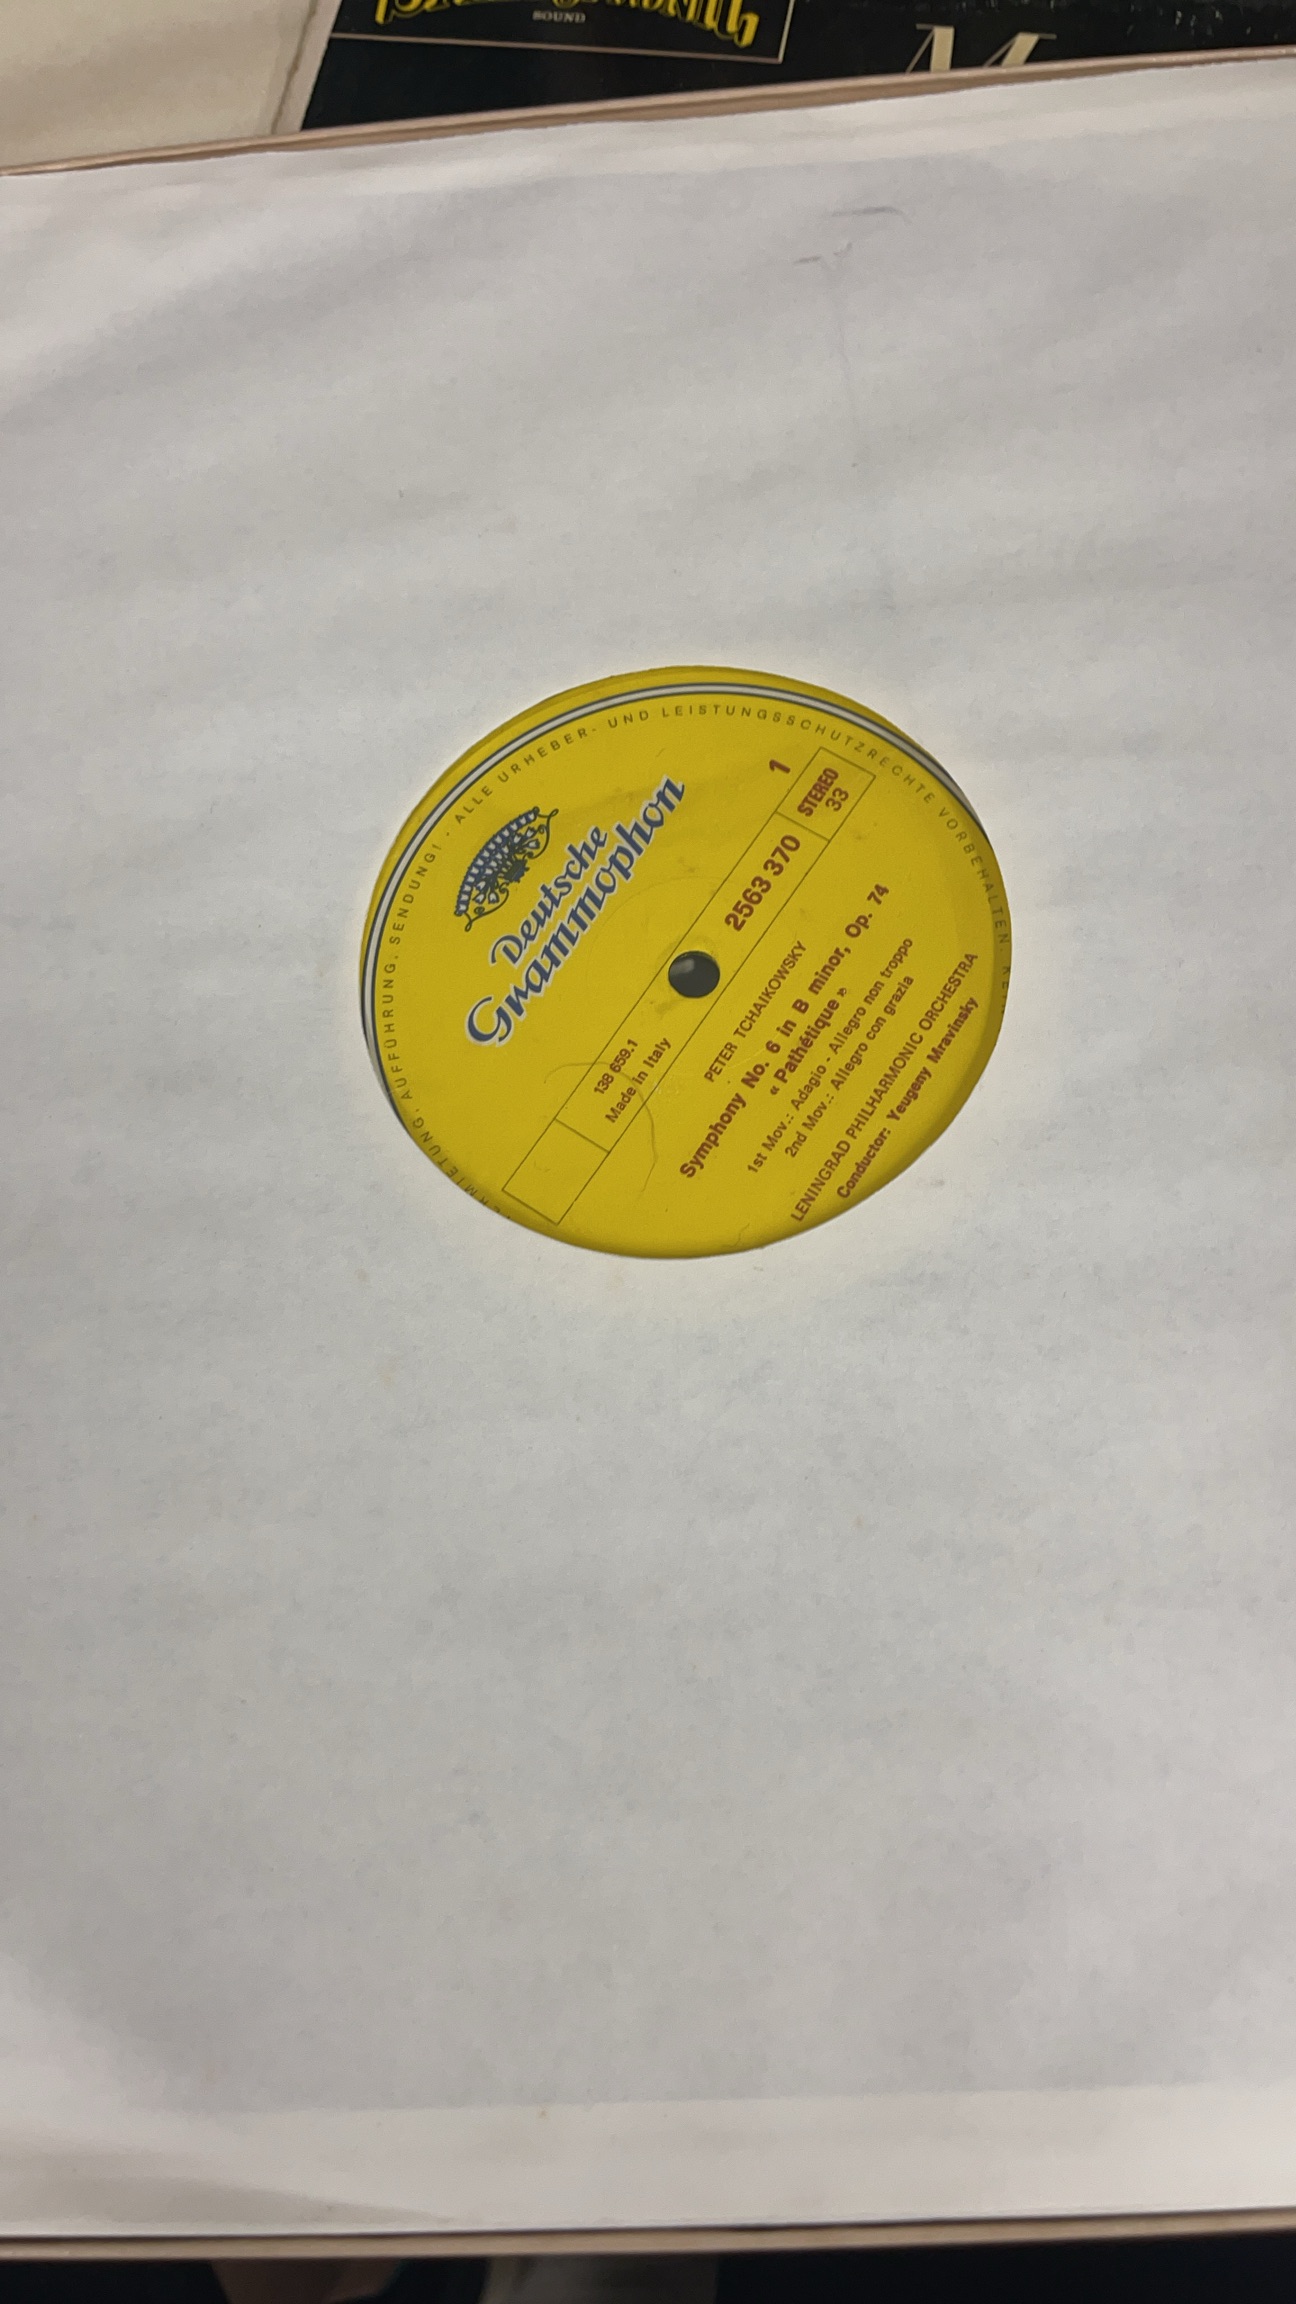 SOUND
M
VERMIETUNG, AUFFÜHRUNG, SENDUNG! · ALLE URHEBER- UND LEISTUNGSSCHUTZRECHTE VORBEHALTEN.
Deutsche
Grammophon
1
STEREO
33
2563 370
138 659.1
Made in Italy
PETER TCHAIKOWSKY
Symphony No. 6 in B minor, Op. 74
« Pathétique »
1st Mov.: Adagio - Allegro non troppo
2nd Mov.: Allegro con grazia
LENINGRAD PHILHARMONIC ORCHESTRA
Conductor: Yeugeny Mravinsky